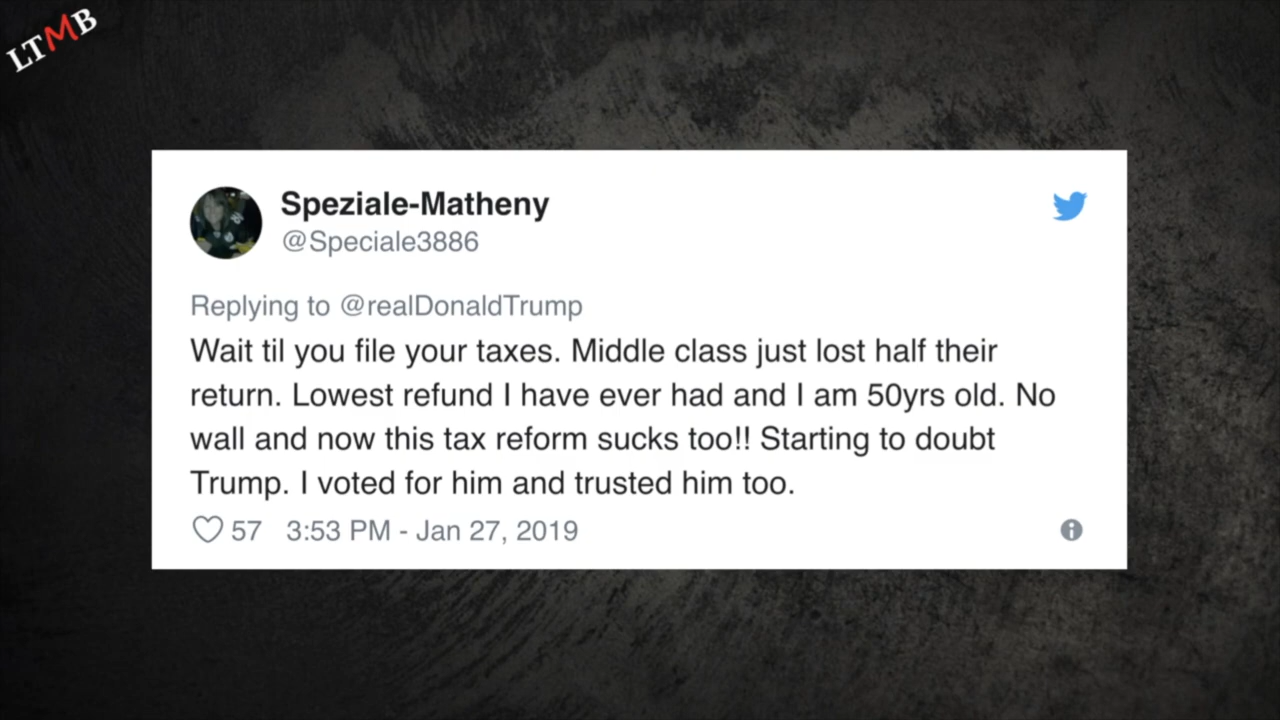 LTMB
Speziale-Matheny
@Speciale3886
Replying to @realDonaldTrump
Wait til you file your taxes. Middle class just lost half their
return. Lowest refund I have ever had and I am 50yrs old. No
wall and now this tax reform sucks too!! Starting to doubt
Trump. I voted for him and trusted him too.
57 3:53 PM - Jan 27, 2019